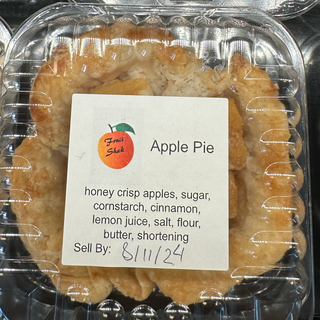 Fruit
Shak
Apple Pie
honey crisp apples, sugar,
cornstarch, cinnamon,
lemon juice, salt, flour,
butter, shortening
Sell By: 8/11/24